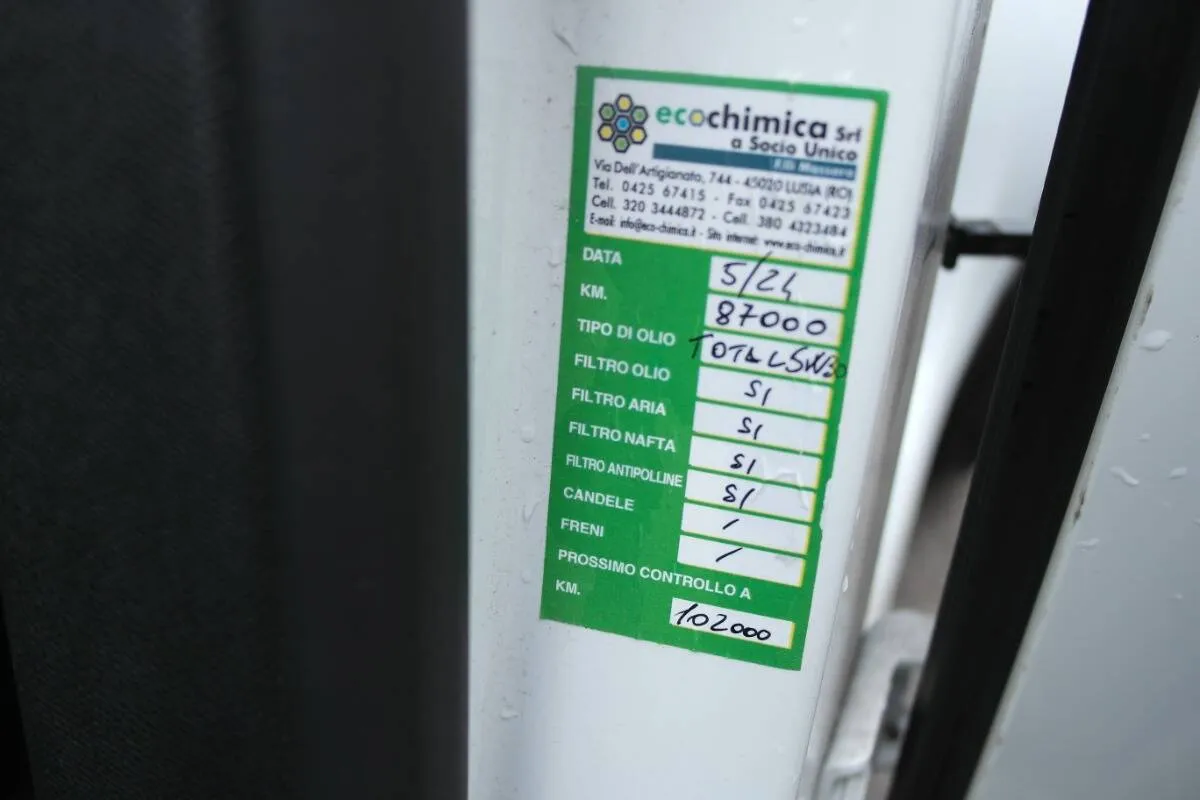 ecochimica Srl
a Socio Unico
F.lli Massaro
Via Dell'Artigianato, 744 - 45020 LUSIA (RO)
Tel. 0425 67415 - Fax 0425 67423
Cell. 320 3444872 - Cell. 380 4323484
E-mail: info@eco-chimica.it - Sito internet: www.eco-chimica.it
DATA 5/24
KM. 87000
TIPO DI OLIO TOTAL 5W30
FILTRO OLIO SI
FILTRO ARIA SI
FILTRO NAFTA SI
FILTRO ANTIPOLLINE SI
CANDELE /
FRENI /
PROSSIMO CONTROLLO A
KM. 102000